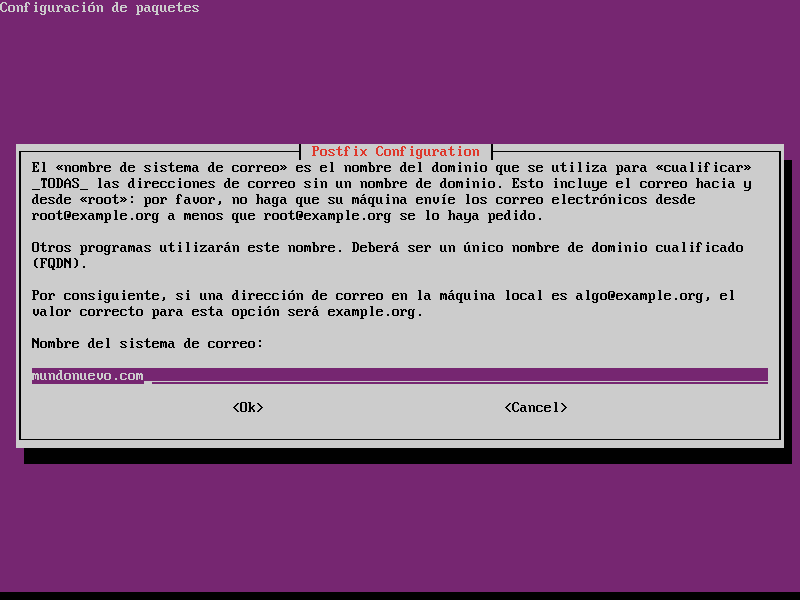 Configuración de paquetes
Postfix Configuration
El «nombre de sistema de correo» es el nombre del dominio que se utiliza para «cualificar»
_TODAS_ las direcciones de correo sin un nombre de dominio. Esto incluye el correo hacia y
desde «root»: por favor, no haga que su máquina envíe los correo electrónicos desde
root@example.org a menos que root@example.org se lo haya pedido.
Otros programas utilizarán este nombre. Deberá ser un único nombre de dominio cualificado
(FQDN).
Por consiguiente, si una dirección de correo en la máquina local es algo@example.org, el
valor correcto para esta opción será example.org.
Nombre del sistema de correo:
mundonuevo.com
<Ok> <Cancel>